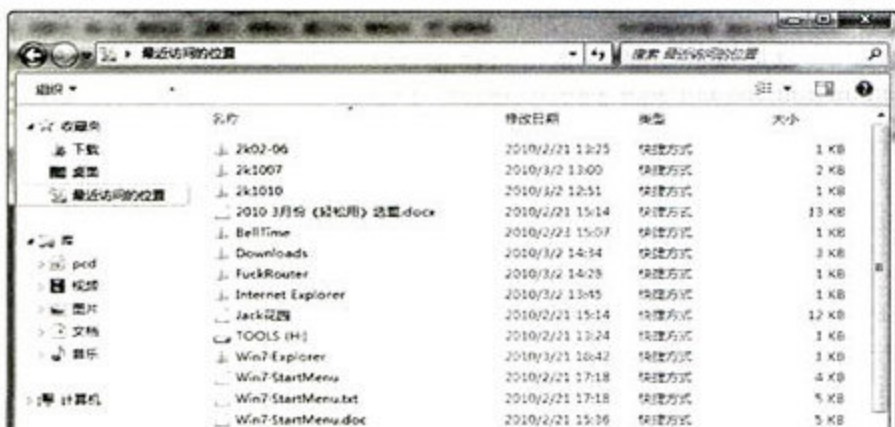 最近访问的位置
搜索 最近访问的位置
组织
名称 修改日期 类型 大小
收藏夹
下载
桌面
最近访问的位置
库
pcd
视频
图片
文档
音乐
计算机
2k02-06 2010/2/21 13:25 快捷方式 1 KB
2k1007 2010/3/2 13:00 快捷方式 2 KB
2k1010 2010/3/2 12:51 快捷方式 1 KB
2010 3月份《轻松用》选题.docx 2010/2/21 15:14 快捷方式 13 KB
BellTime 2010/2/23 15:07 快捷方式 1 KB
Downloads 2010/3/2 14:34 快捷方式 3 KB
FuckRouter 2010/3/2 14:28 快捷方式 1 KB
Internet Explorer 2010/3/2 13:45 快捷方式 1 KB
Jack花园 2010/2/21 15:14 快捷方式 12 KB
TOOLS (H:) 2010/2/21 13:24 快捷方式 1 KB
Win7-Explorer 快捷方式 1 KB
Win7-StartMenu 2010/2/21 17:18 快捷方式 4 KB
Win7-StartMenu.txt 2010/2/21 17:18 快捷方式 5 KB
Win7-StartMenu.doc 2010/2/21 15:36 快捷方式 5 KB